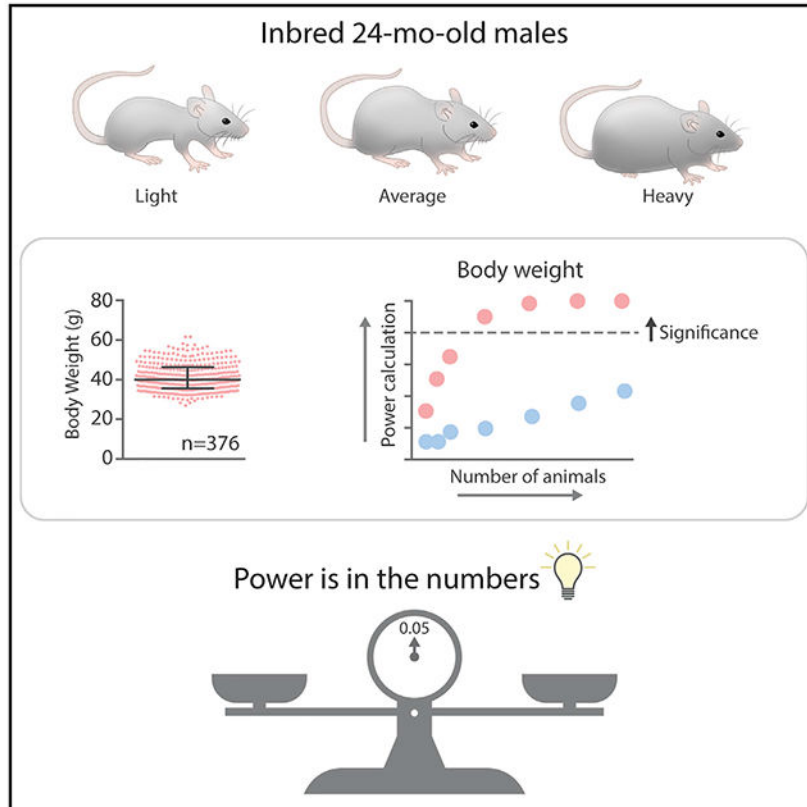 Inbred 24-mo-old males
Light
Average
Heavy
Body Weight (g)
80
60
40
20
0
n=376
Body weight
Power calculation
Significance
Number of animals
Power is in the numbers
0.05